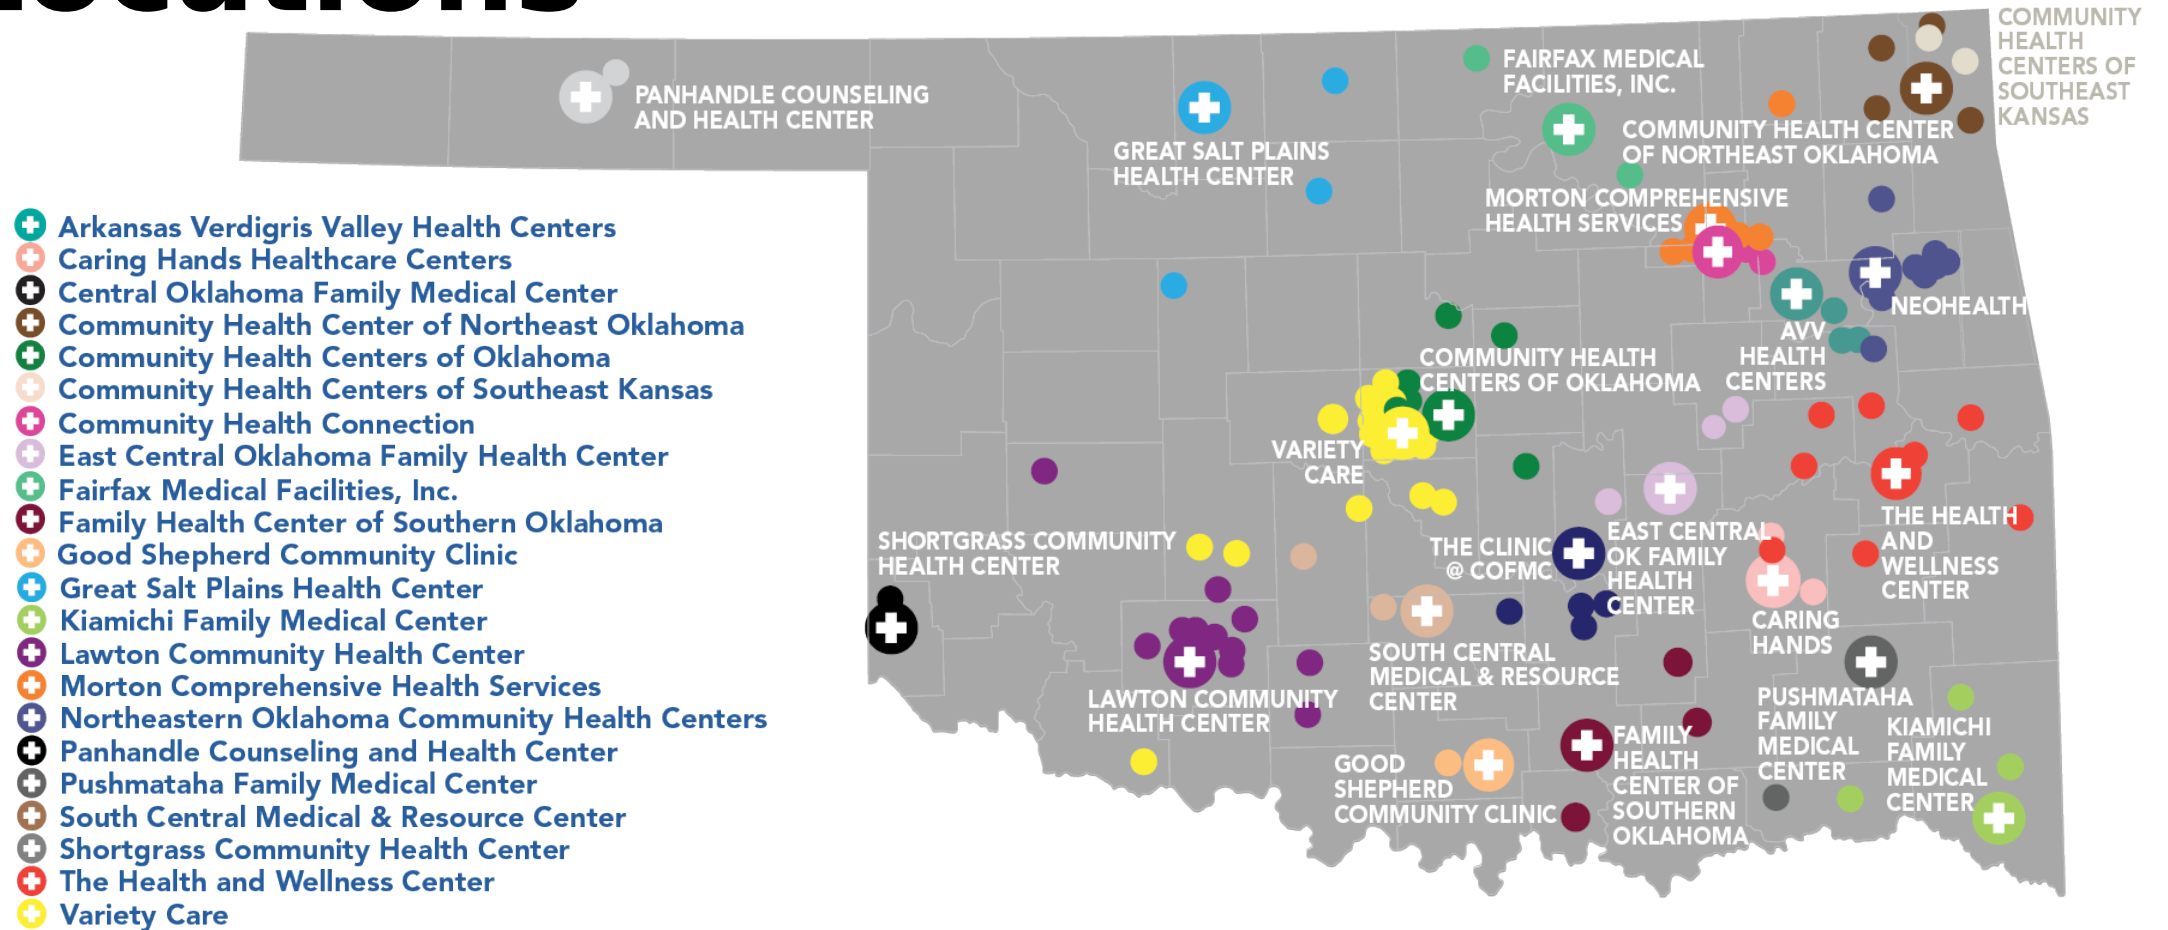 locations
PANHANDLE COUNSELING
AND HEALTH CENTER
GREAT SALT PLAINS
HEALTH CENTER
FAIRFAX MEDICAL
FACILITIES, INC.
COMMUNITY
HEALTH
CENTERS OF
SOUTHEAST
KANSAS
COMMUNITY HEALTH CENTER
OF NORTHEAST OKLAHOMA
MORTON COMPREHENSIVE
HEALTH SERVICES
NEOHEALTH
AVV
HEALTH
CENTERS
COMMUNITY HEALTH
CENTERS OF OKLAHOMA
VARIETY
CARE
SHORTGRASS COMMUNITY
HEALTH CENTER
THE CLINIC
@ COFMC
EAST CENTRAL
OK FAMILY
HEALTH
CENTER
THE HEALTH
AND
WELLNESS
CENTER
CARING
HANDS
SOUTH CENTRAL
MEDICAL & RESOURCE
CENTER
LAWTON COMMUNITY
HEALTH CENTER
PUSHMATAHA
FAMILY
MEDICAL
CENTER
KIAMICHI
FAMILY
MEDICAL
CENTER
GOOD
SHEPHERD
COMMUNITY CLINIC
FAMILY
HEALTH
CENTER OF
SOUTHERN
OKLAHOMA
Arkansas Verdigris Valley Health Centers
Caring Hands Healthcare Centers
Central Oklahoma Family Medical Center
Community Health Center of Northeast Oklahoma
Community Health Centers of Oklahoma
Community Health Centers of Southeast Kansas
Community Health Connection
East Central Oklahoma Family Health Center
Fairfax Medical Facilities, Inc.
Family Health Center of Southern Oklahoma
Good Shepherd Community Clinic
Great Salt Plains Health Center
Kiamichi Family Medical Center
Lawton Community Health Center
Morton Comprehensive Health Services
Northeastern Oklahoma Community Health Centers
Panhandle Counseling and Health Center
Pushmataha Family Medical Center
South Central Medical & Resource Center
Shortgrass Community Health Center
The Health and Wellness Center
Variety Care